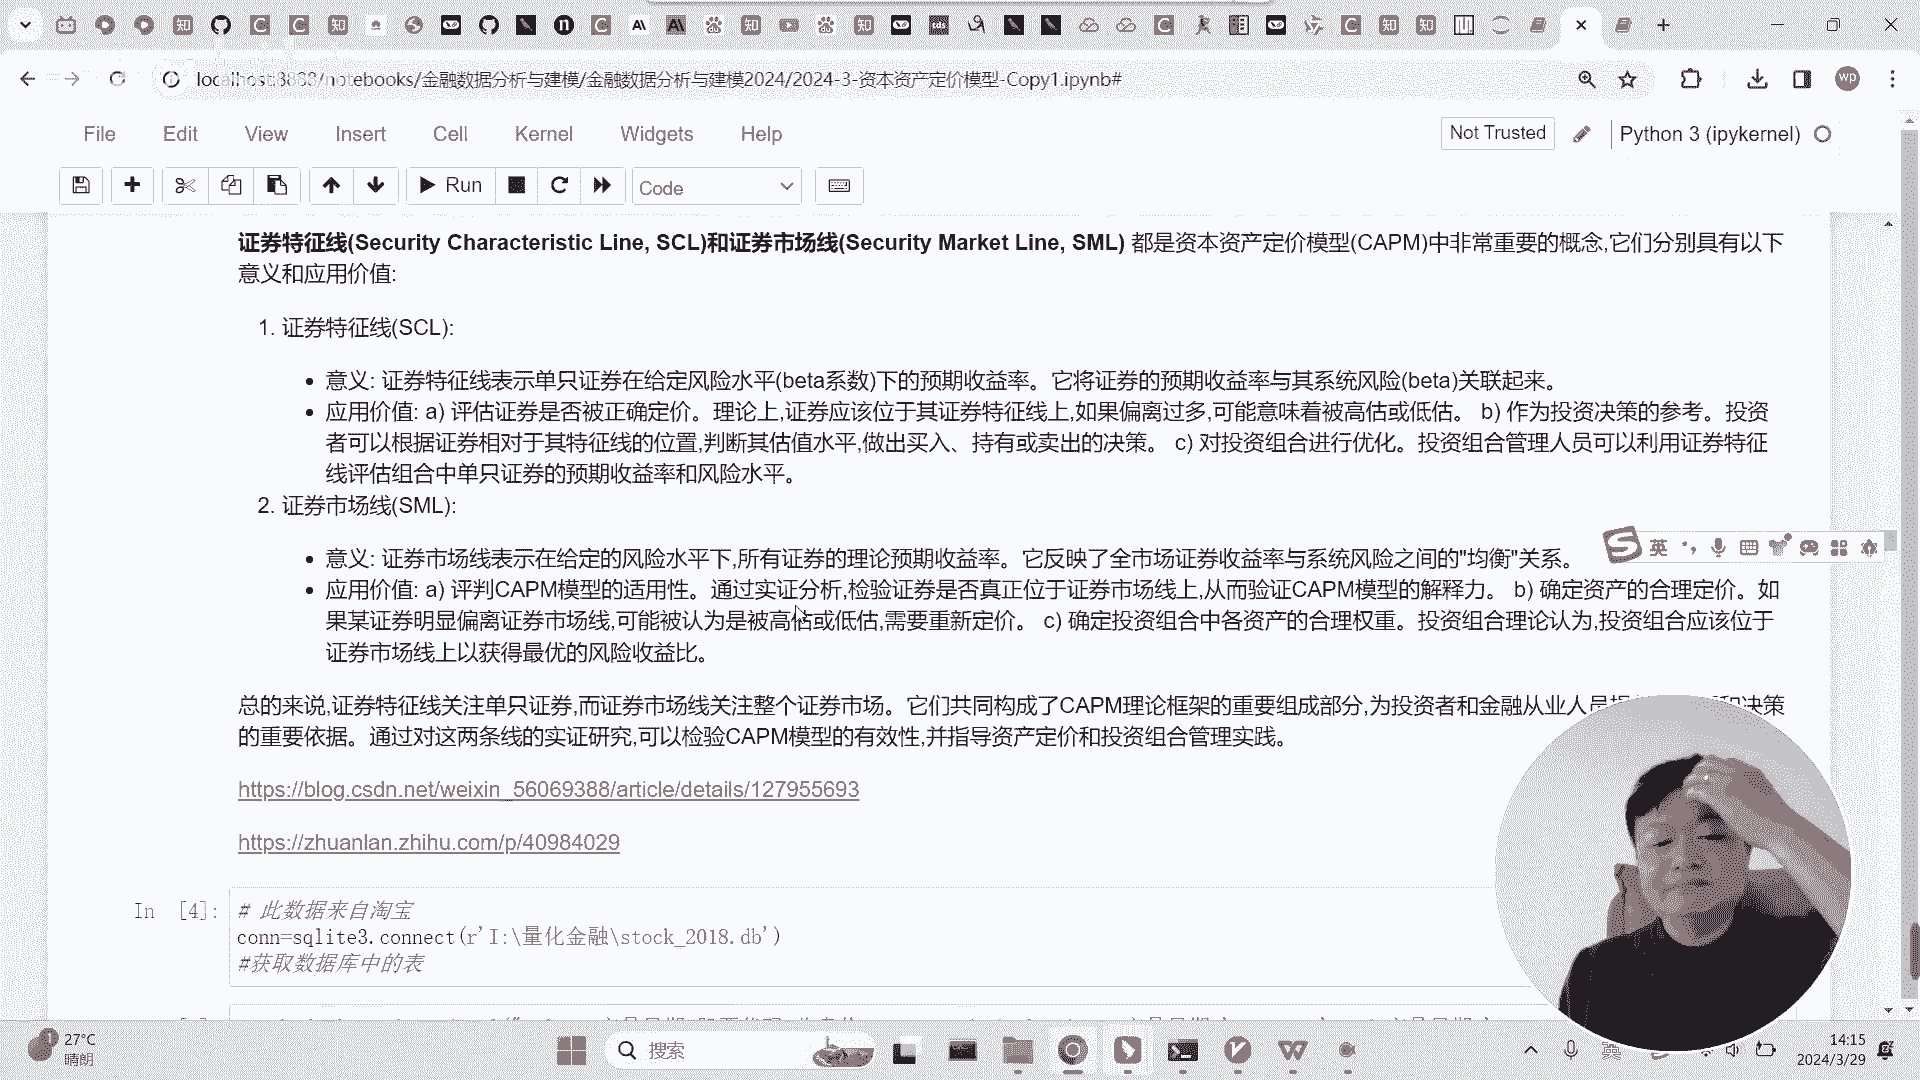 localhost:8888/notebooks/金融数据分析与建模/金融数据分析与建模2024/2024-3-资本资产定价模型-Copy1.ipynb#
wp
File Edit View Insert Cell Kernel Widgets Help
Not Trusted
Python 3 (ipykernel)
Run
Code
证券特征线(Security Characteristic Line, SCL)和证券市场线(Security Market Line, SML) 都是资本资产定价模型(CAPM)中非常重要的概念,它们分别具有以下
意义和应用价值:
1. 证券特征线(SCL):
• 意义: 证券特征线表示单只证券在给定风险水平(beta系数)下的预期收益率。它将证券的预期收益率与其系统风险(beta)关联起来。
• 应用价值: a) 评估证券是否被正确定价。理论上,证券应该位于其证券特征线上,如果偏离过多,可能意味着被高估或低估。 b) 作为投资决策的参考。投资
者可以根据证券相对于其特征线的位置,判断其估值水平,做出买入、持有或卖出的决策。 c) 对投资组合进行优化。投资组合管理人员可以利用证券特征
线评估组合中单只证券的预期收益率和风险水平。
2. 证券市场线(SML):
• 意义: 证券市场线表示在给定的风险水平下,所有证券的理论预期收益率。它反映了全市场证券收益率与系统风险之间的"均衡"关系。
• 应用价值: a) 评判CAPM模型的适用性。通过实证分析,检验证券是否真正位于证券市场线上,从而验证CAPM模型的解释力。 b) 确定资产的合理定价。如
果某证券明显偏离证券市场线,可能被认为是被高估或低估,需要重新定价。 c) 确定投资组合中各资产的合理权重。投资组合理论认为,投资组合应该位于
证券市场线上以获得最优的风险收益比。
英
总的来说,证券特征线关注单只证券,而证券市场线关注整个证券市场。它们共同构成了CAPM理论框架的重要组成部分,为投资者和金融从业人员 和决策
的重要依据。通过对这两条线的实证研究,可以检验CAPM模型的有效性,并指导资产定价和投资组合管理实践。
https://blog.csdn.net/weixin_56069388/article/details/127955693
https://zhuanlan.zhihu.com/p/40984029
In [4]: # 此数据来自淘宝
conn=sqlite3.connect(r'I:\量化金融\stock_2018.db')
#获取数据库中的表
27°C
晴朗
搜索
英
14:15
2024/3/29